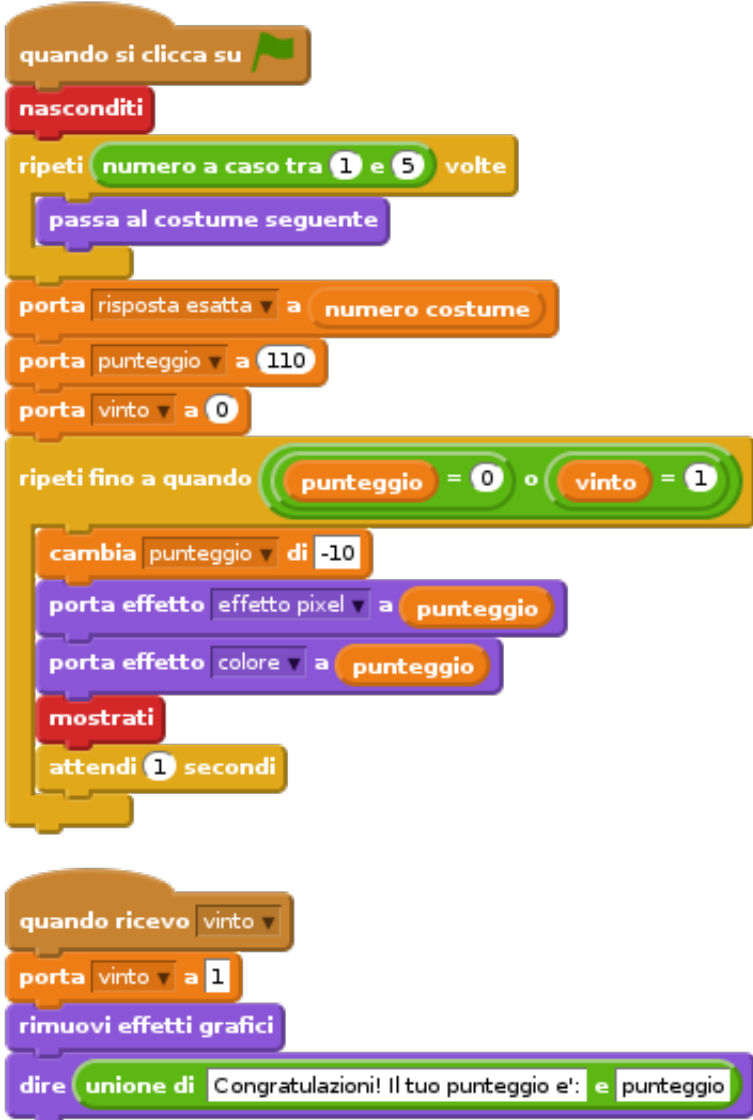 quando si clicca su
nasconditi
ripeti numero a caso tra 1 e 5 volte
passa al costume seguente
porta risposta esatta a numero costume
porta punteggio a 110
porta vinto a 0
ripeti fino a quando punteggio = 0 o vinto = 1
cambia punteggio di -10
porta effetto effetto pixel a punteggio
porta effetto colore a punteggio
mostrati
attendi 1 secondi
quando ricevo vinto
porta vinto a 1
rimuovi effetti grafici
dire unione di Congratulazioni! Il tuo punteggio e': e punteggio